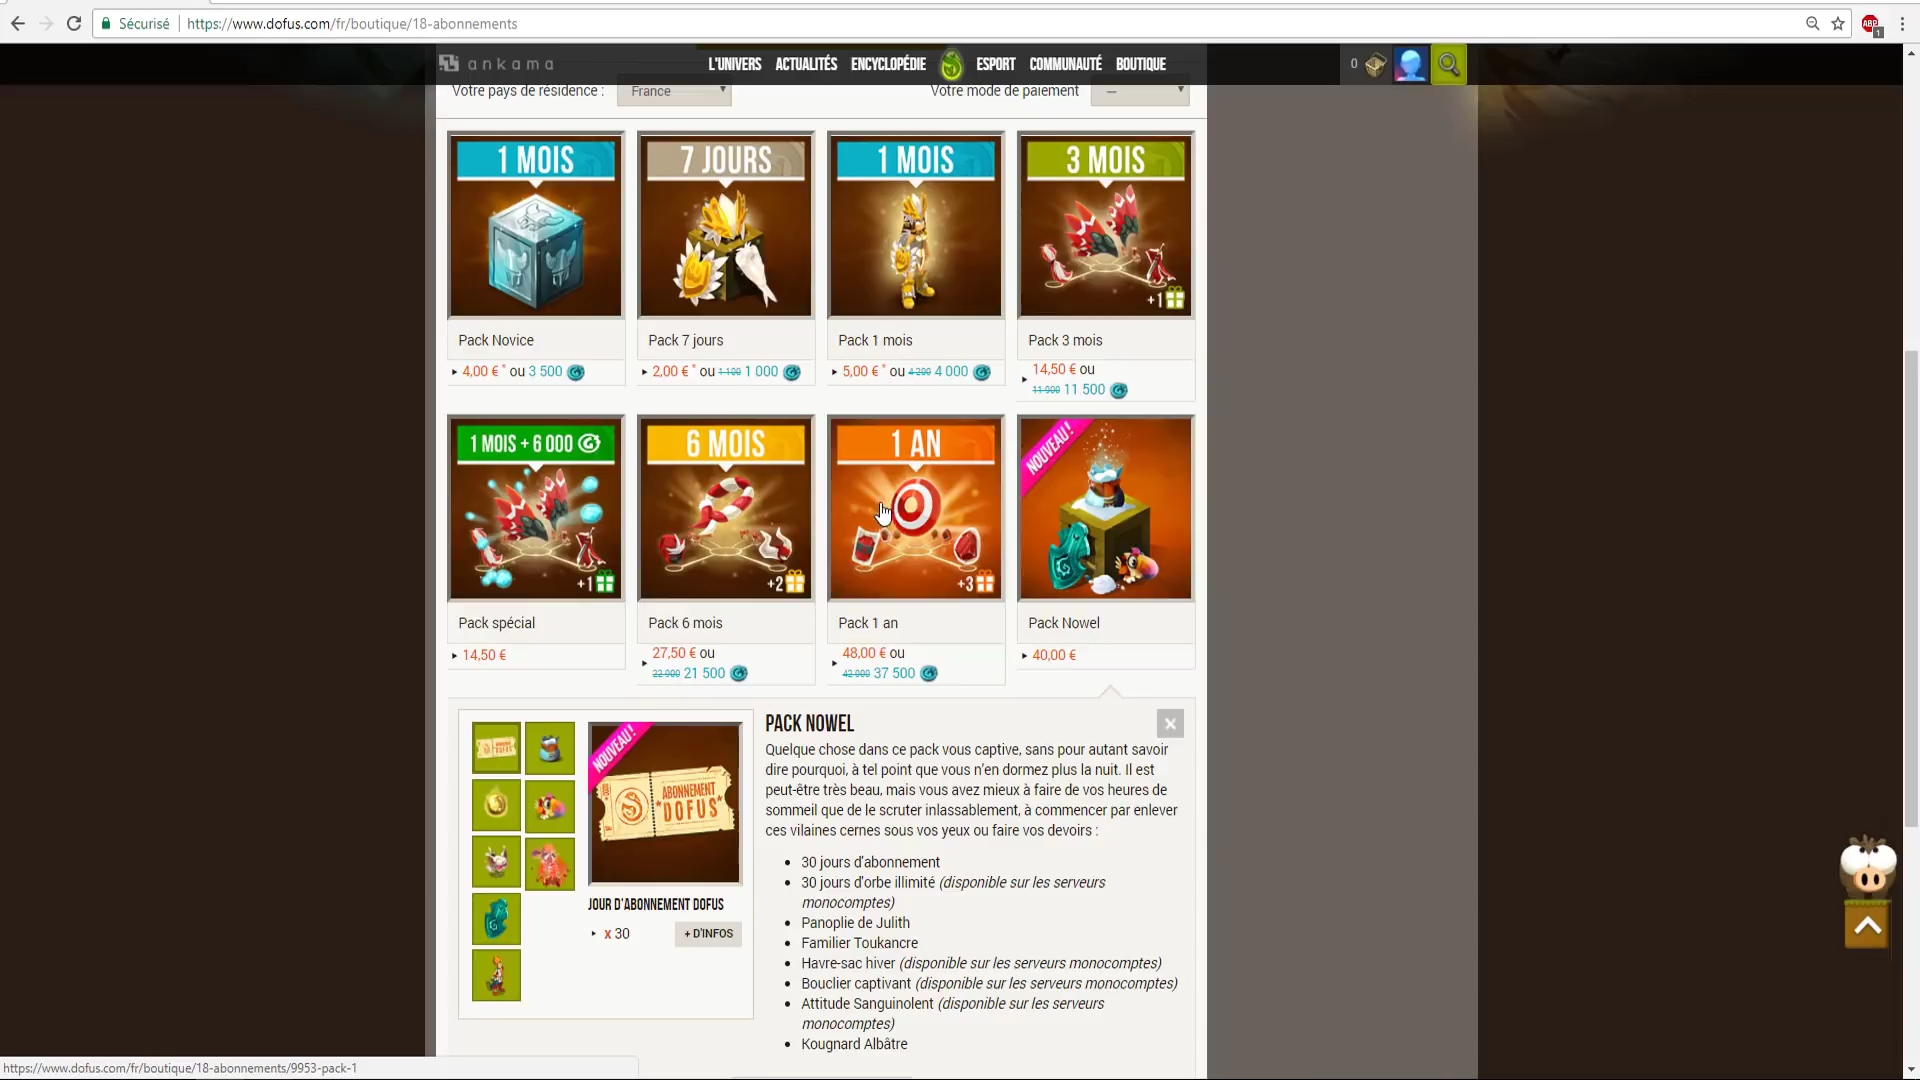 Sécurisé https://www.dofus.com/fr/boutique/18-abonnements
ABP
1
ankama
L'UNIVERS ACTUALITÉS ENCYCLOPÉDIE ESPORT COMMUNAUTÉ BOUTIQUE
0
Votre pays de résidence : France
Votre mode de paiement —
1 MOIS
7 JOURS
1 MOIS
3 MOIS
+1
Pack Novice
Pack 7 jours
Pack 1 mois
Pack 3 mois
4,00 € * ou 3 500
2,00 € * ou 1 100 1 000
5,00 € * ou 4 200 4 000
14,50 € ou
11 900 11 500
1 MOIS + 6 000
+1
6 MOIS
+2
1 AN
+3
NOUVEAU !
Pack spécial
Pack 6 mois
Pack 1 an
Pack Nowel
14,50 €
27,50 € ou
22 900 21 500
48,00 € ou
42 900 37 500
40,00 €
NOUVEAU !
ABONNEMENT
"DOFUS"
JOUR D'ABONNEMENT DOFUS
x 30
+ D'INFOS
PACK NOWEL
Quelque chose dans ce pack vous captive, sans pour autant savoir
dire pourquoi, à tel point que vous n'en dormez plus la nuit. Il est
peut-être très beau, mais vous avez mieux à faire de vos heures de
sommeil que de le scruter inlassablement, à commencer par enlever
ces vilaines cernes sous vos yeux ou faire vos devoirs :
• 30 jours d'abonnement
• 30 jours d'orbe illimité (disponible sur les serveurs
monocomptes)
• Panoplie de Julith
• Familier Toukancre
• Havre-sac hiver (disponible sur les serveurs monocomptes)
• Bouclier captivant (disponible sur les serveurs monocomptes)
• Attitude Sanguinolent (disponible sur les serveurs
monocomptes)
• Kougnard Albâtre
https://www.dofus.com/fr/boutique/18-abonnements/9953-pack-1